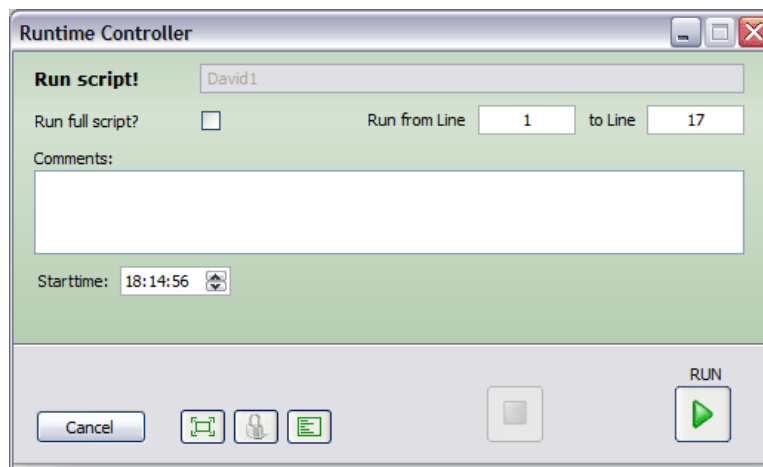 Runtime Controller
Run script! David1
Run full script? Run from Line 1 to Line 17
Comments:
Starttime: 18:14:56
RUN
Cancel